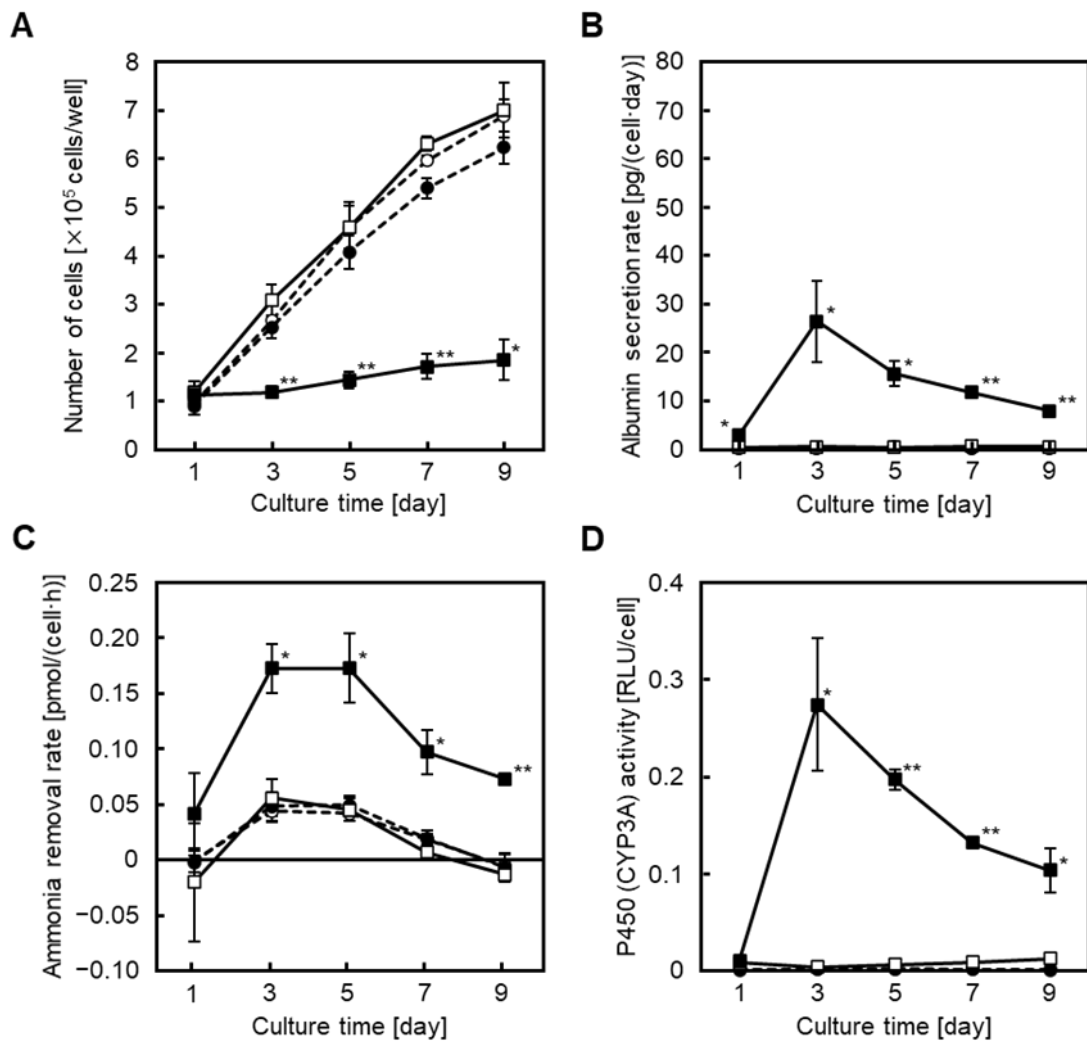 A
Number of cells [×10⁵ cells/well]
8
7
6
5
4
3
2
1
0
** ** ** *
1 3 5 7 9
Culture time [day]
B
Albumin secretion rate [pg/(cell·day)]
80
70
60
50
40
30
20
10
0
* * * ** **
1 3 5 7 9
Culture time [day]
C
Ammonia removal rate [pmol/(cell·h)]
0.25
0.20
0.15
0.10
0.05
0
−0.05
−0.10
* * * **
1 3 5 7 9
Culture time [day]
D
P450 (CYP3A) activity [RLU/cell]
0.4
0.3
0.2
0.1
0
* ** ** *
1 3 5 7 9
Culture time [day]